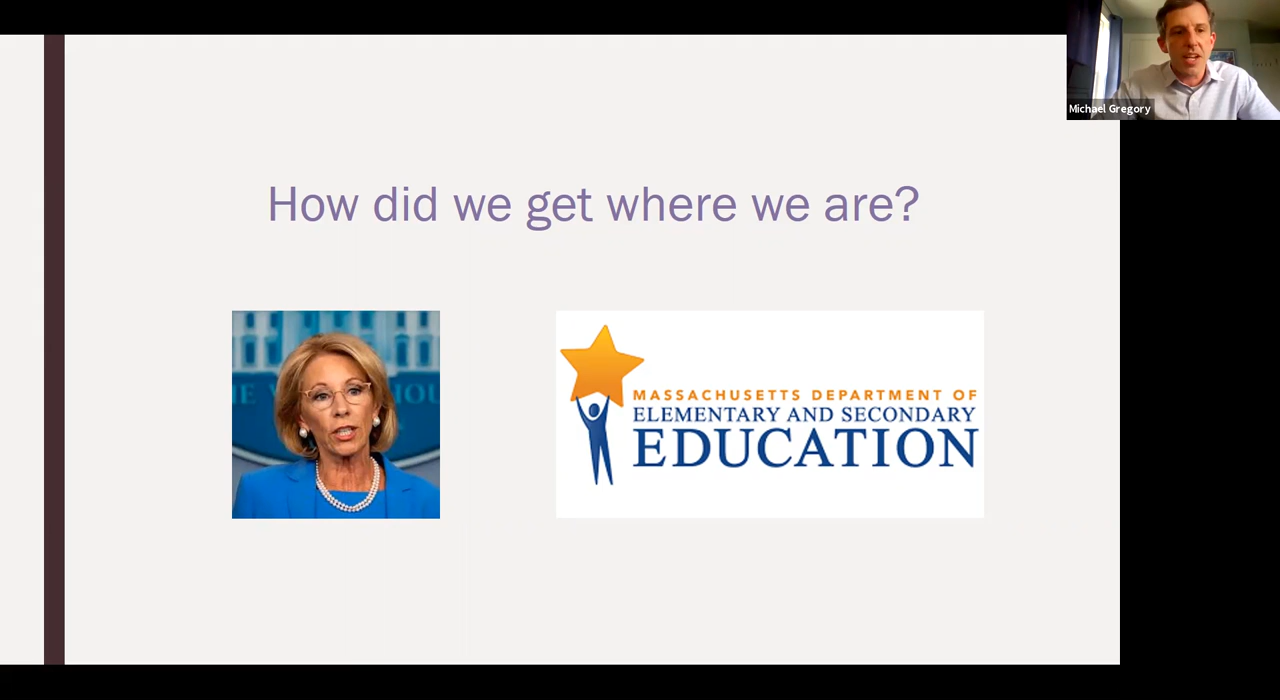 Michael Gregory
How did we get where we are?
MASSACHUSETTS DEPARTMENT OF
ELEMENTARY AND SECONDARY
EDUCATION